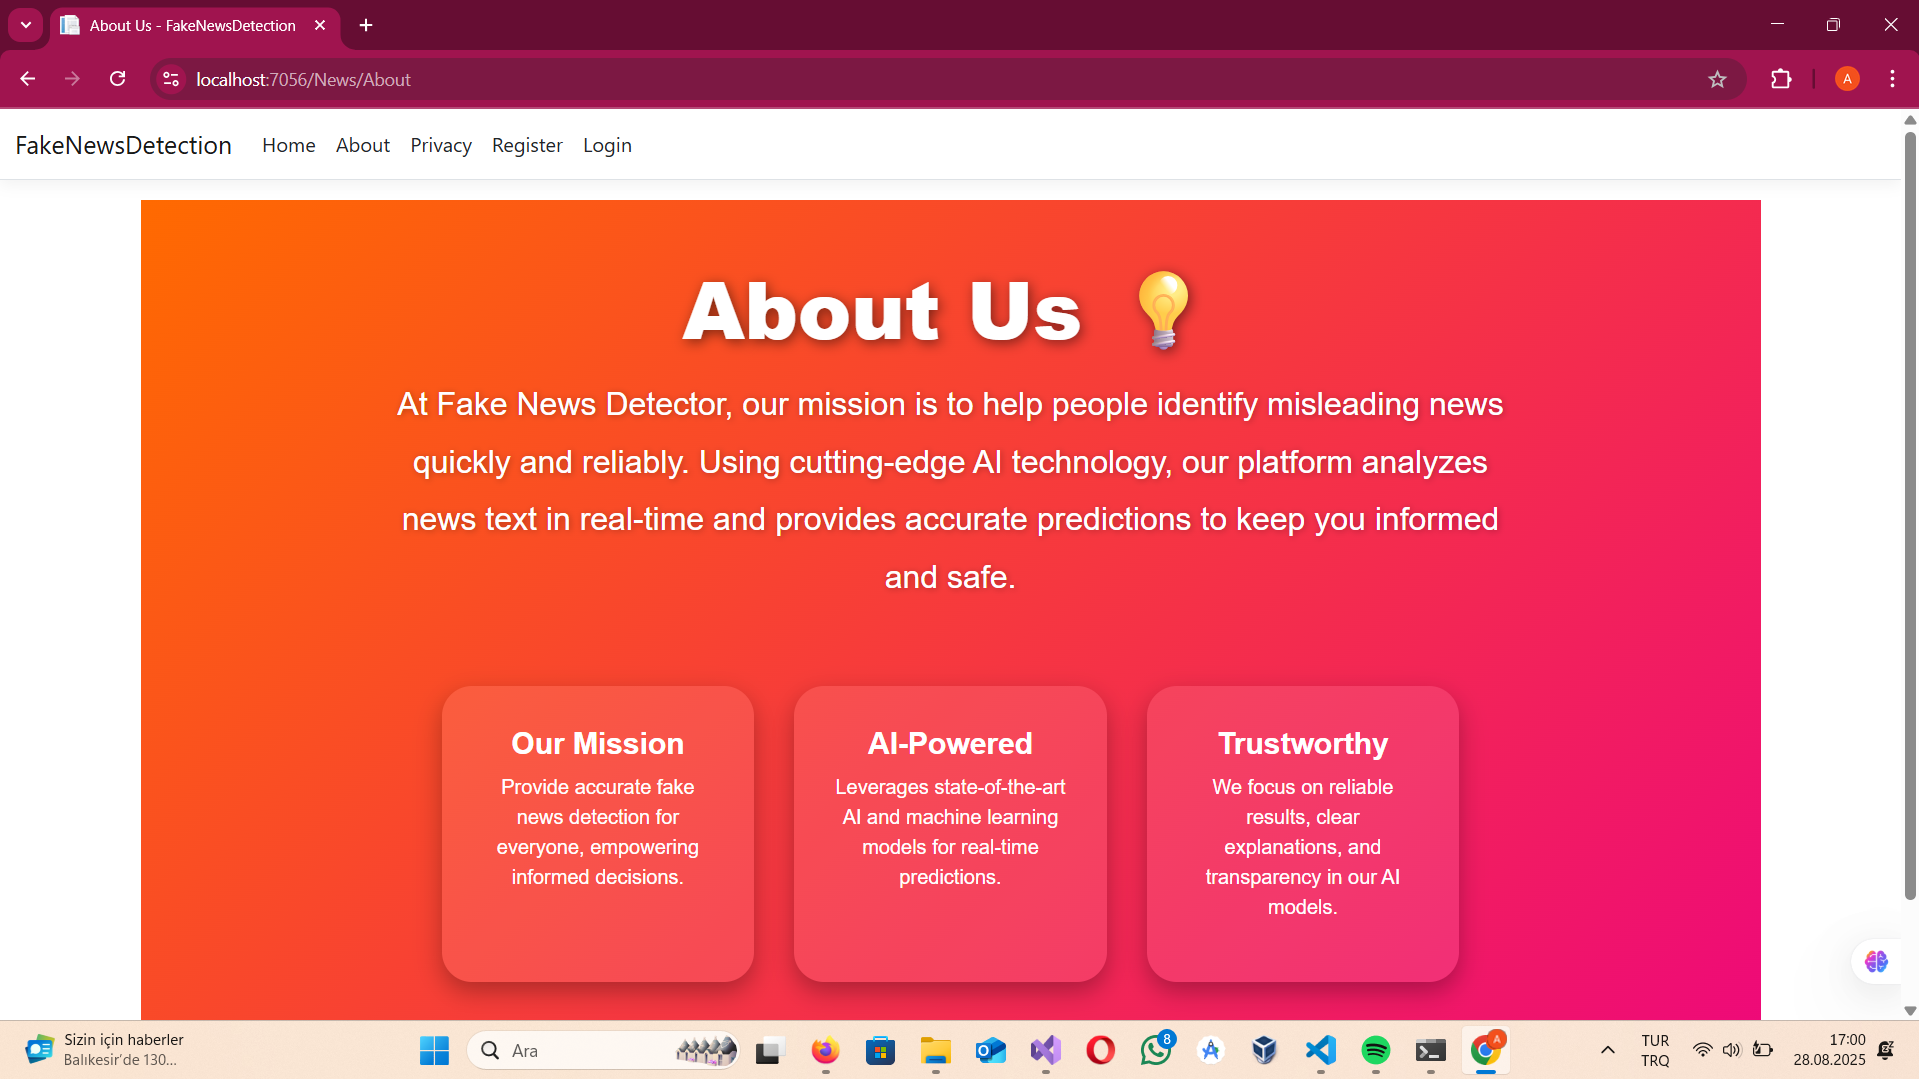 About Us - FakeNewsDetection
localhost:7056/News/About
A
FakeNewsDetection Home About Privacy Register Login
About Us
At Fake News Detector, our mission is to help people identify misleading news
quickly and reliably. Using cutting-edge AI technology, our platform analyzes
news text in real-time and provides accurate predictions to keep you informed
and safe.
Our Mission
Provide accurate fake
news detection for
everyone, empowering
informed decisions.
AI-Powered
Leverages state-of-the-art
AI and machine learning
models for real-time
predictions.
Trustworthy
We focus on reliable
results, clear
explanations, and
transparency in our AI
models.
Sizin için haberler
Balıkesir'de 130...
Ara
8
A
TUR
TRQ
17:00
28.08.2025